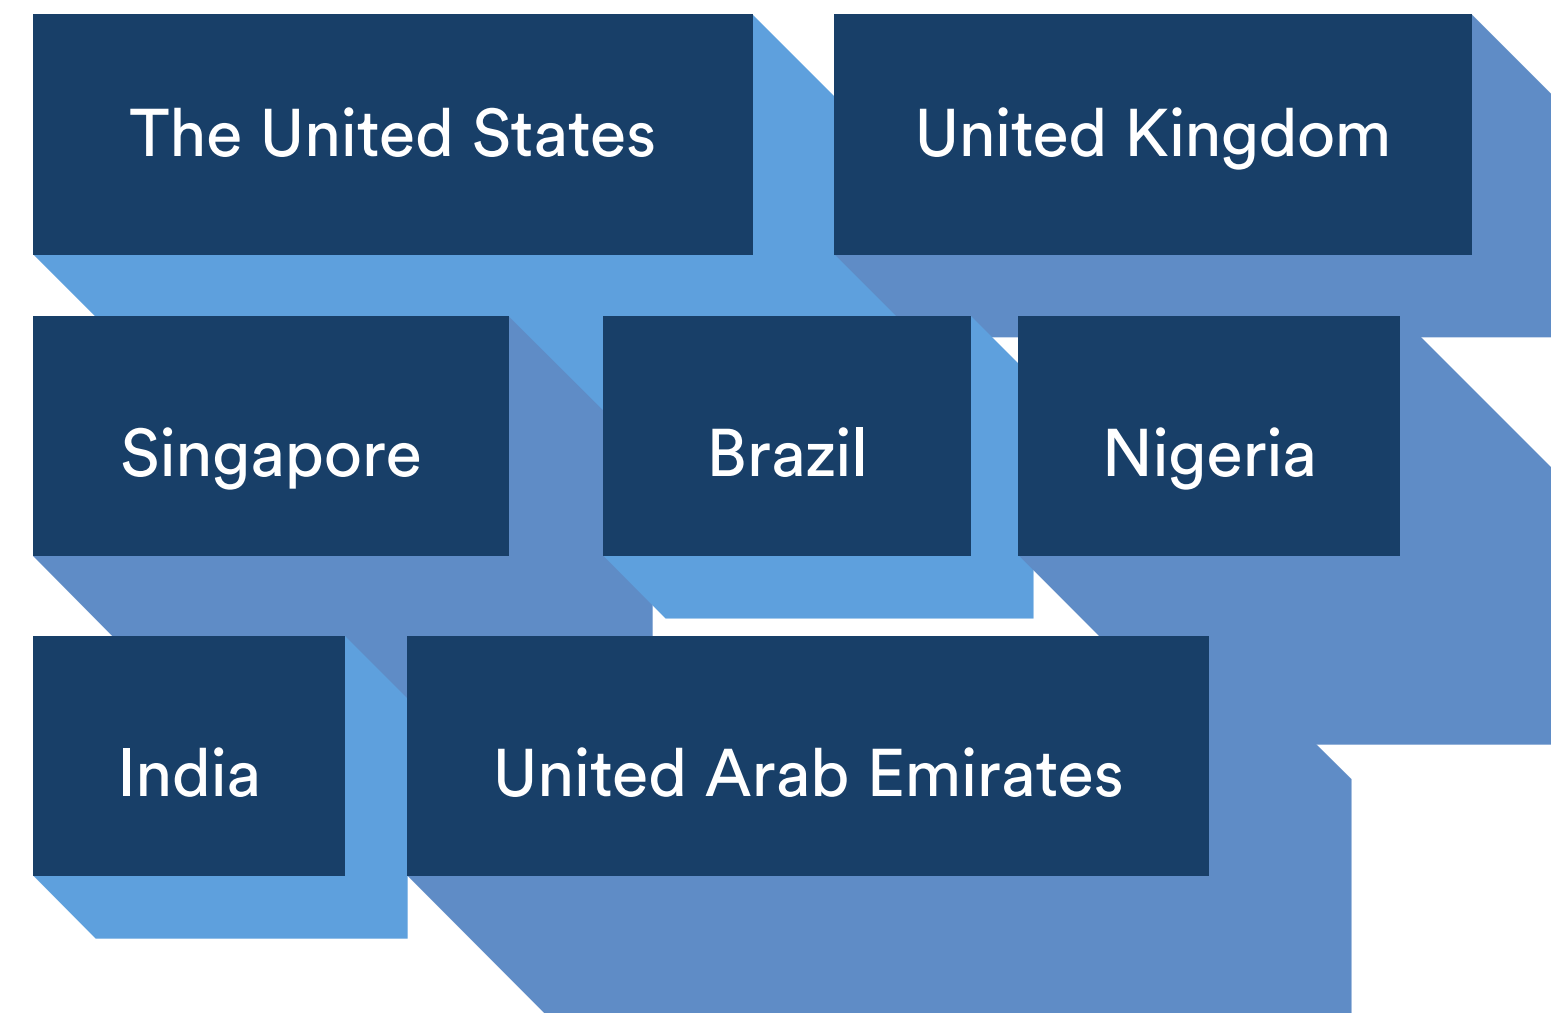 The United States
United Kingdom
Singapore
Brazil
Nigeria
India
United Arab Emirates